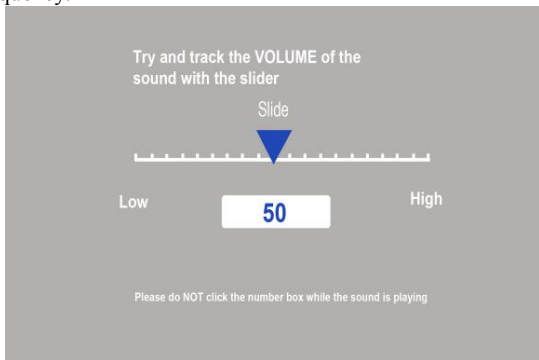 Try and track the VOLUME of the
sound with the slider
Slide
Low
50
High
Please do NOT click the number box while the sound is playing